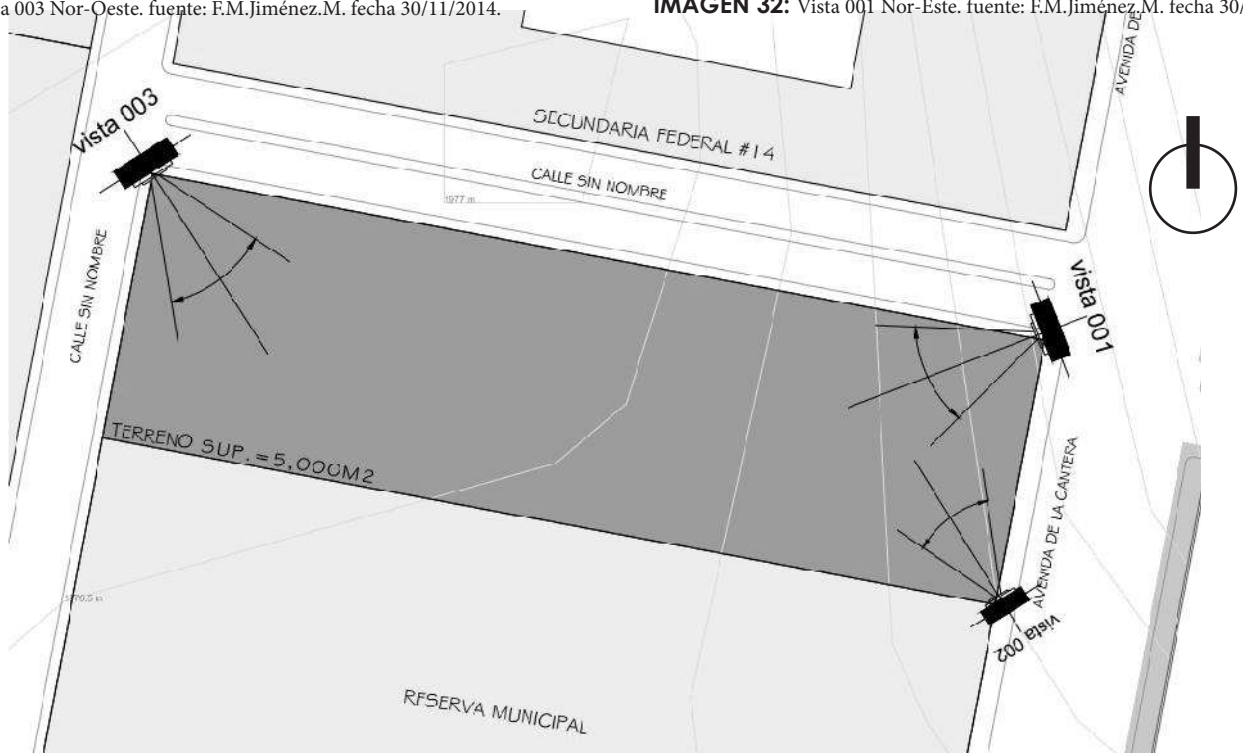 a 003 Nor-Oeste. fuente: F.M.Jiménez.M. fecha 30/11/2014.
IMAGEN 32: Vista 001 Nor-Este. fuente: F.M.Jiménez.M. fecha 30/
AVENIDA DE
vista 003
SECUNDARIA FEDERAL #14
CALLE SIN NOMBRE
1977 m
CALLE SIN NOMBRE
vista 001
TERRENO SUP.=5,000M2
AVENIDA DE LA CANTERA
vista 002
RESERVA MUNICIPAL